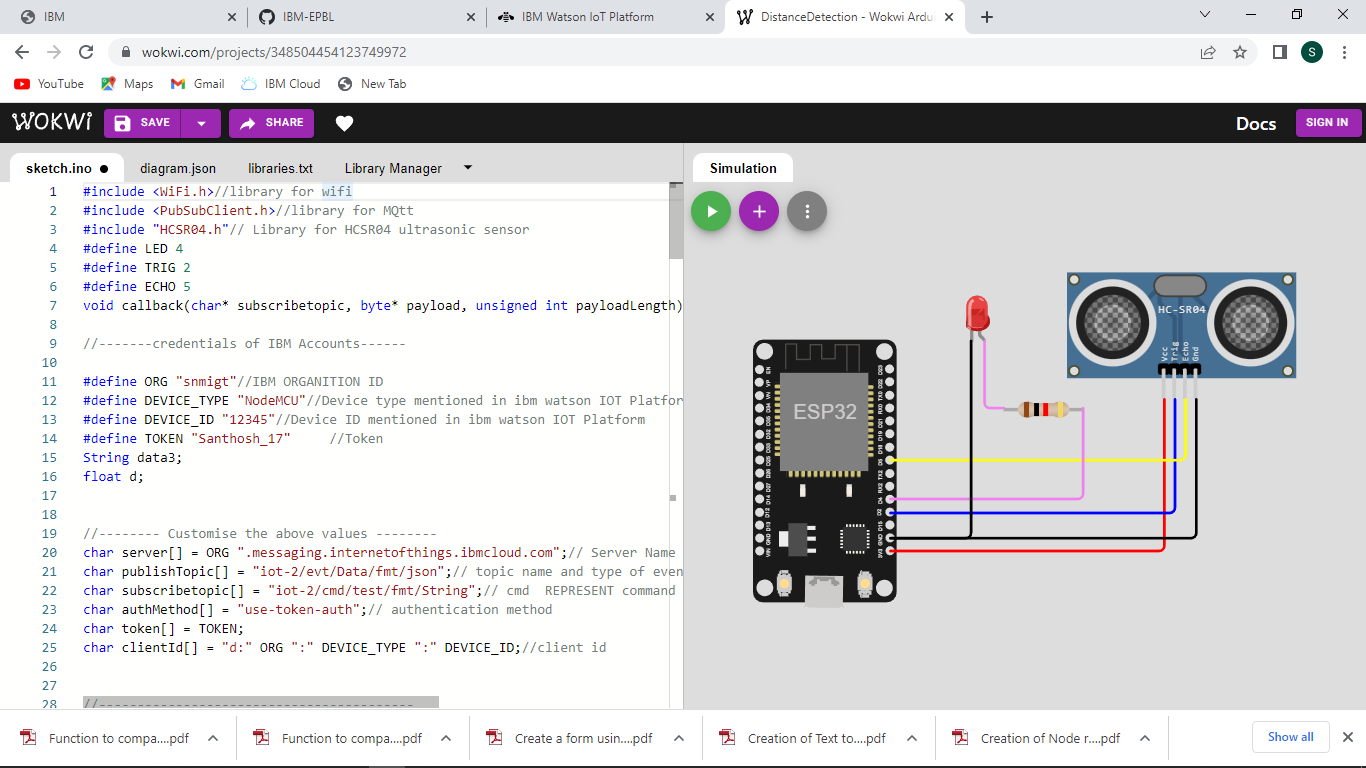 IBM
IBM-EPBL
IBM Watson IoT Platform
DistanceDetection - Wokwi Ardu
wokwi.com/projects/348504454123749972
S
YouTube
Maps
Gmail
IBM Cloud
New Tab
WOKWi
SAVE
SHARE
Docs
SIGN IN
sketch.ino
diagram.json
libraries.txt
Library Manager
Simulation
1 #include <WiFi.h>//library for wifi
2 #include <PubSubClient.h>//library for MQtt
3 #include "HCSR04.h"// Library for HCSR04 ultrasonic sensor
4 #define LED 4
5 #define TRIG 2
6 #define ECHO 5
7 void callback(char* subscribetopic, byte* payload, unsigned int payloadLength)
8
9 //-------credentials of IBM Accounts------
10
11 #define ORG "snmigt"//IBM ORGANITION ID
12 #define DEVICE_TYPE "NodeMCU"//Device type mentioned in ibm watson IOT Platfor
13 #define DEVICE_ID "12345"//Device ID mentioned in ibm watson IOT Platform
14 #define TOKEN "Santhosh_17"     //Token
15 String data3;
16 float d;
17
18
19 //-------- Customise the above values --------
20 char server[] = ORG ".messaging.internetofthings.ibmcloud.com";// Server Name
21 char publishTopic[] = "iot-2/evt/Data/fmt/json";// topic name and type of even
22 char subscribetopic[] = "iot-2/cmd/test/fmt/String";// cmd  REPRESENT command
23 char authMethod[] = "use-token-auth";// authentication method
24 char token[] = TOKEN;
25 char clientId[] = "d:" ORG ":" DEVICE_TYPE ":" DEVICE_ID;//client id
26
27
28 //-----------------------------------------
HC-SR04
Vcc
Trig
Echo
Gnd
ESP32
Function to compa....pdf
Function to compa....pdf
Create a form usin....pdf
Creation of Text to....pdf
Creation of Node r....pdf
Show all